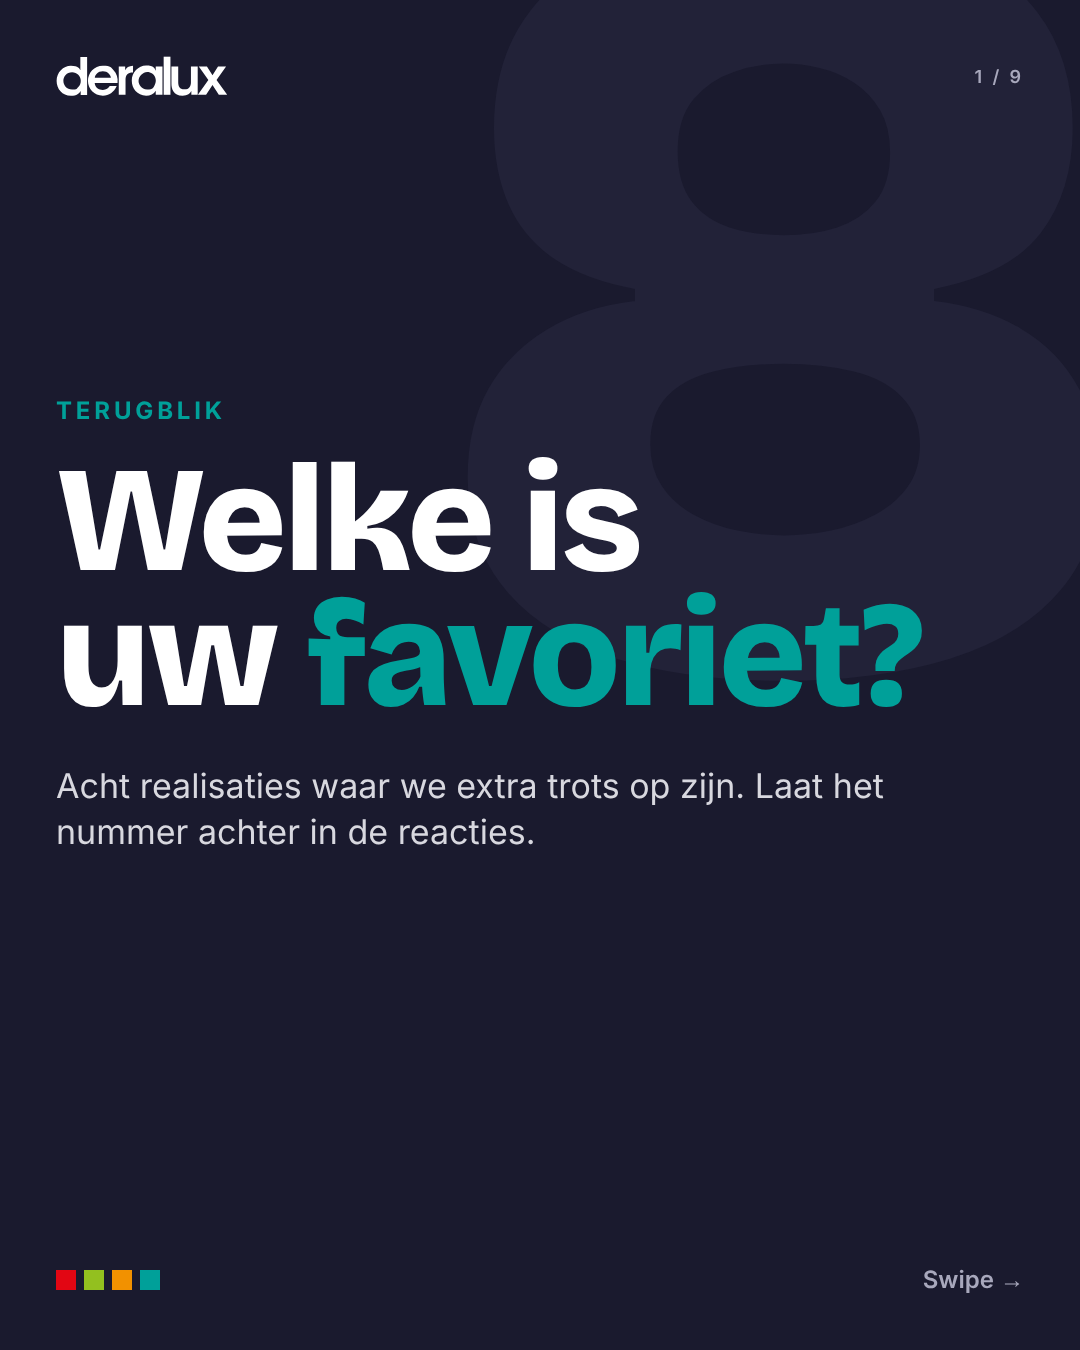 deralux
1 / 9
8
TERUGBLIK
Welke is
uw favoriet?
Acht realisaties waar we extra trots op zijn. Laat het
nummer achter in de reacties.
Swipe →